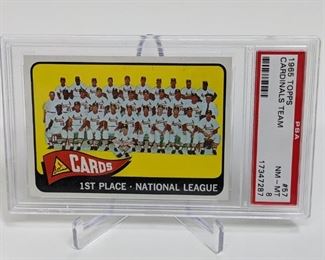 CARDS
1ST PLACE · NATIONAL LEAGUE
PSA
1965 TOPPS #57
CARDINALS TEAM NM - MT
8
17347287